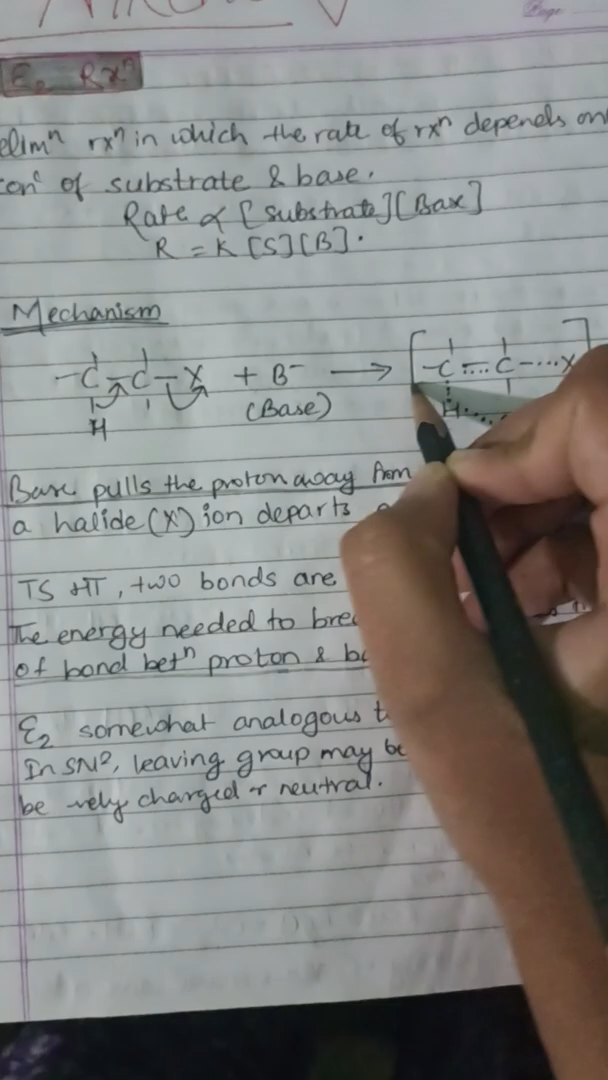 E₂ Rxⁿ
elimⁿ rxⁿ in which the rate of rxⁿ depends on
conᶜ of substrate & base.
Rate ∝ [substrate][Base]
R = K [S][B].
Mechanism
-C-C-X + B⁻ → [-C....C-....X]
H (Base) H....
Base pulls the proton away from
a halide (X) ion departs
TS HT, two bonds are
The energy needed to
of bond betⁿ proton &
E₂ somewhat analogous
In SN², leaving group may be
be -vely charged or neutral.